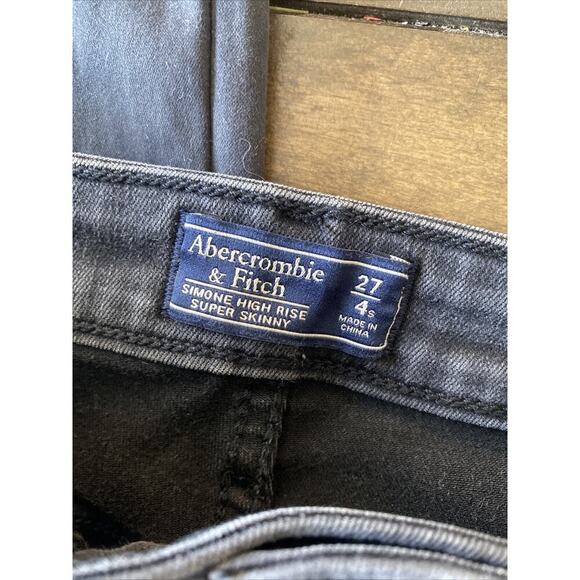 Abercrombie
& Fitch
SIMONE HIGH RISE
SUPER SKINNY
27
4s
MADE IN
CHINA